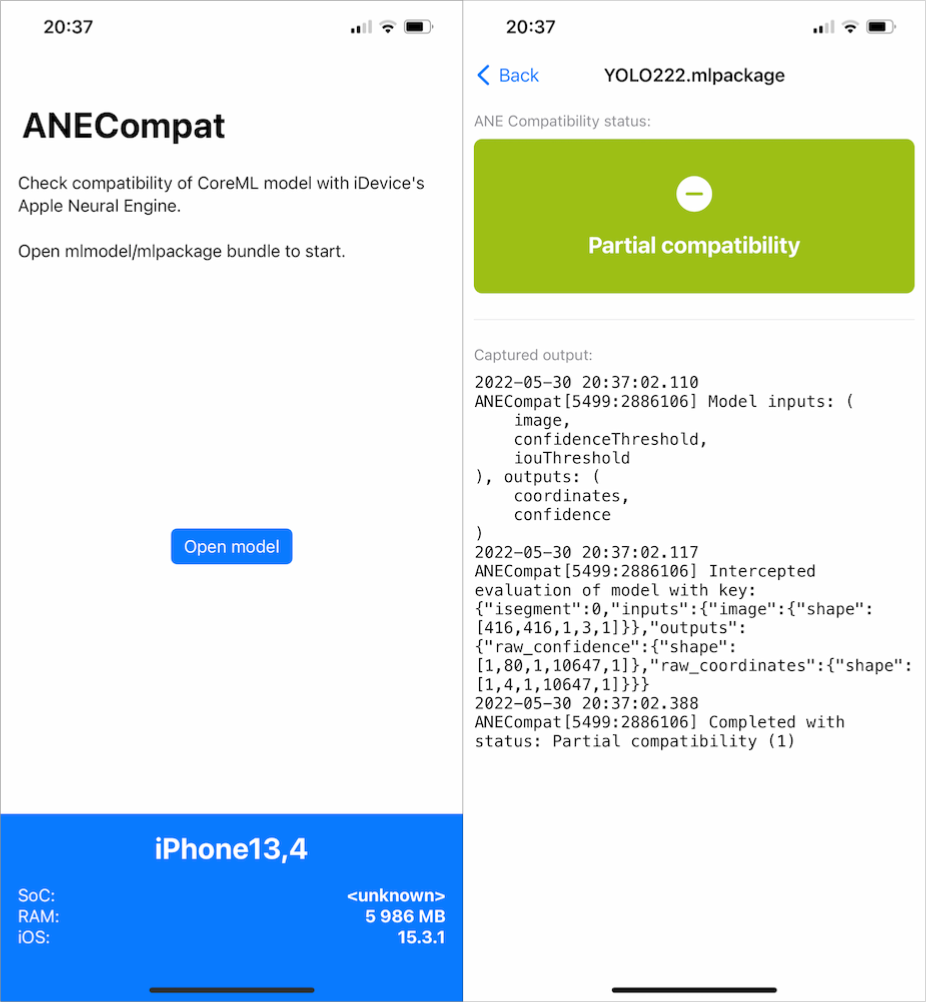 20:37
ANECompat
Check compatibility of CoreML model with iDevice's
Apple Neural Engine.
Open mlmodel/mlpackage bundle to start.
Open model
iPhone13,4
SoC: <unknown>
RAM: 5 986 MB
iOS: 15.3.1
20:37
Back YOLO222.mlpackage
ANE Compatibility status:
Partial compatibility
Captured output:
2022-05-30 20:37:02.110
ANECompat[5499:2886106] Model inputs: (
    image,
    confidenceThreshold,
    iouThreshold
), outputs: (
    coordinates,
    confidence
)
2022-05-30 20:37:02.117
ANECompat[5499:2886106] Intercepted
evaluation of model with key:
{"isegment":0,"inputs":{"image":{"shape":
[416,416,1,3,1]}},"outputs":
{"raw_confidence":{"shape":
[1,80,1,10647,1]},"raw_coordinates":{"shape":
[1,4,1,10647,1]}}}
2022-05-30 20:37:02.388
ANECompat[5499:2886106] Completed with
status: Partial compatibility (1)